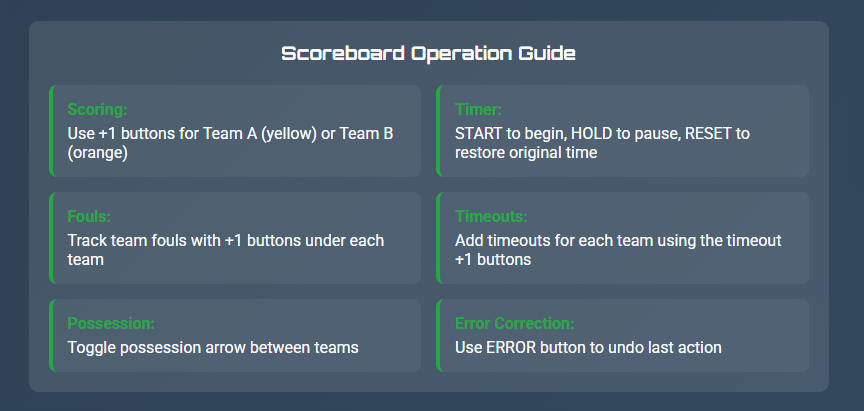 Scoreboard Operation Guide
Scoring:
Use +1 buttons for Team A (yellow) or Team B
(orange)
Timer:
START to begin, HOLD to pause, RESET to
restore original time
Fouls:
Track team fouls with +1 buttons under each
team
Timeouts:
Add timeouts for each team using the timeout
+1 buttons
Possession:
Toggle possession arrow between teams
Error Correction:
Use ERROR button to undo last action